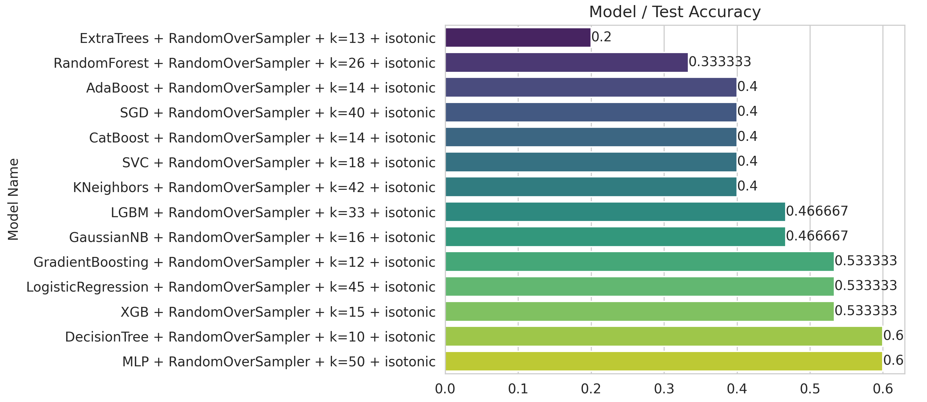 Model / Test Accuracy
Model Name
ExtraTrees + RandomOverSampler + k=13 + isotonic 0.2
RandomForest + RandomOverSampler + k=26 + isotonic 0.333333
AdaBoost + RandomOverSampler + k=14 + isotonic 0.4
SGD + RandomOverSampler + k=40 + isotonic 0.4
CatBoost + RandomOverSampler + k=14 + isotonic 0.4
SVC + RandomOverSampler + k=18 + isotonic 0.4
KNeighbors + RandomOverSampler + k=42 + isotonic 0.4
LGBM + RandomOverSampler + k=33 + isotonic 0.466667
GaussianNB + RandomOverSampler + k=16 + isotonic 0.466667
GradientBoosting + RandomOverSampler + k=12 + isotonic 0.533333
LogisticRegression + RandomOverSampler + k=45 + isotonic 0.533333
XGB + RandomOverSampler + k=15 + isotonic 0.533333
DecisionTree + RandomOverSampler + k=10 + isotonic 0.6
MLP + RandomOverSampler + k=50 + isotonic 0.6
0.0 0.1 0.2 0.3 0.4 0.5 0.6